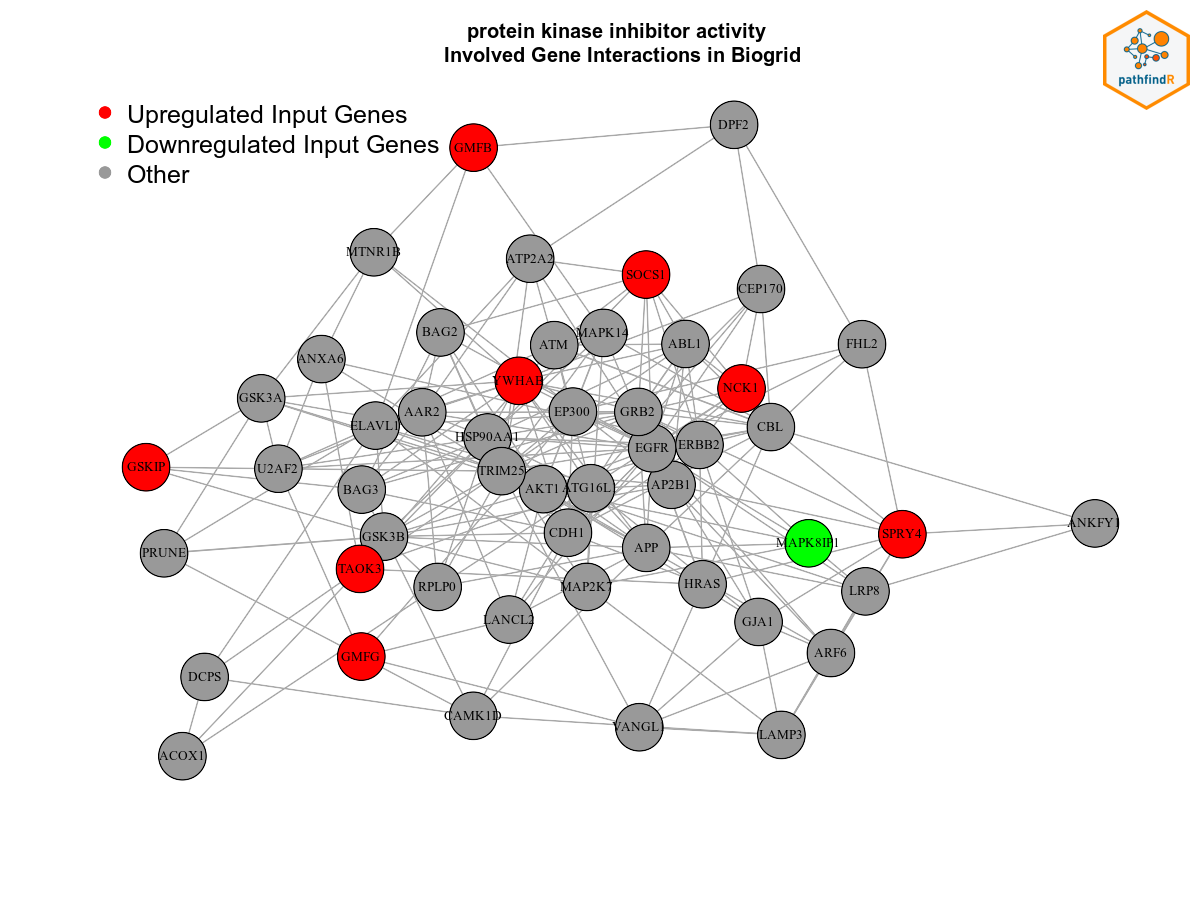 protein kinase inhibitor activity
Involved Gene Interactions in Biogrid
pathfindR
Upregulated Input Genes
Downregulated Input Genes
Other
DPF2
GMFB
MTNR1B
ATP2A2
SOCS1
CEP170
BAG2
MAPK14
ATM
ABL1
FHL2
ANXA6
YWHAE
NCK1
GSK3A
AAR2
EP300
GRB2
ELAVL1
CBL
HSP90AA1
ERBB2
EGFR
GSKIP
U2AF2
TRIM25
BAG3
AKT1
ATG16L1
AP2B1
ANKFY1
GSK3B
CDH1
SPRY4
MAPK8IP1
APP
PRUNE
TAOK3
RPLP0
MAP2K7
HRAS
LRP8
LANCL2
GJA1
GMFG
ARF6
DCPS
CAMK1D
VANGL1
LAMP3
ACOX1